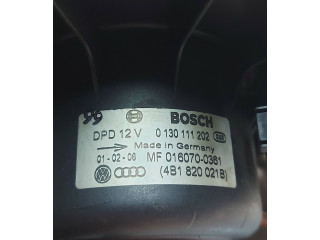 99
BOSCH
DPD 12 V 0 130 111 202
Made in Germany
01-02-06 MF 016070-0361
(4B1 820 021B)